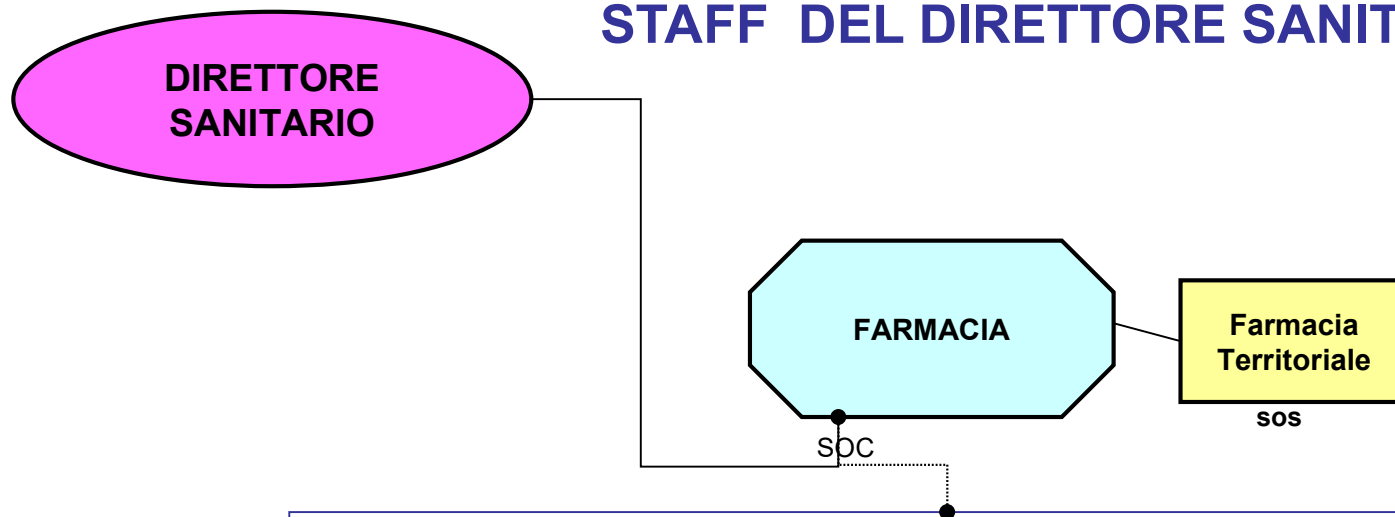 STAFF DEL DIRETTORE SANIT
DIRETTORE
SANITARIO
FARMACIA
Farmacia
Territoriale
sos
SOC